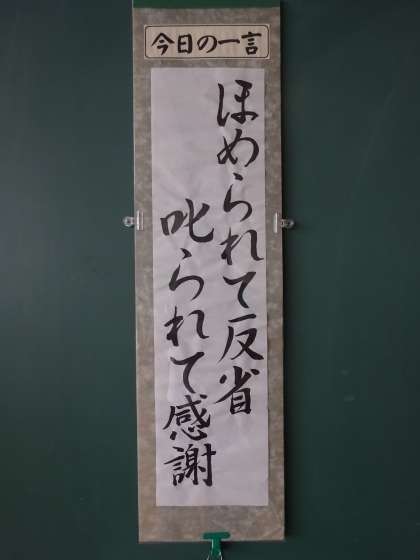 今日の一言
ほめられて反省
叱られて感謝